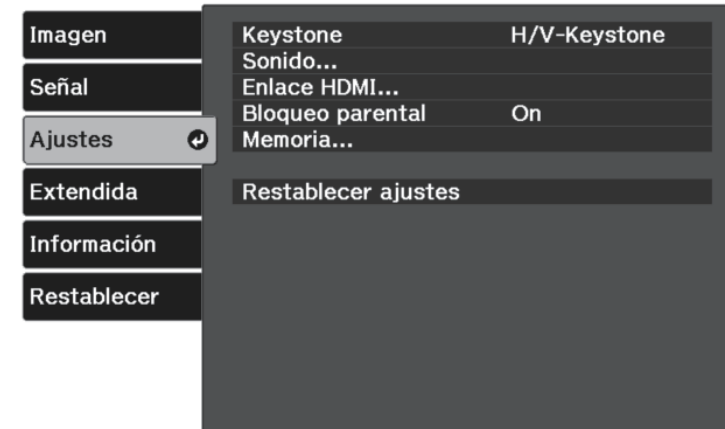 Imagen
Señal
Ajustes
Extendida
Información
Restablecer
Keystone H/V-Keystone
Sonido...
Enlace HDMI...
Bloqueo parental On
Memoria...
Restablecer ajustes